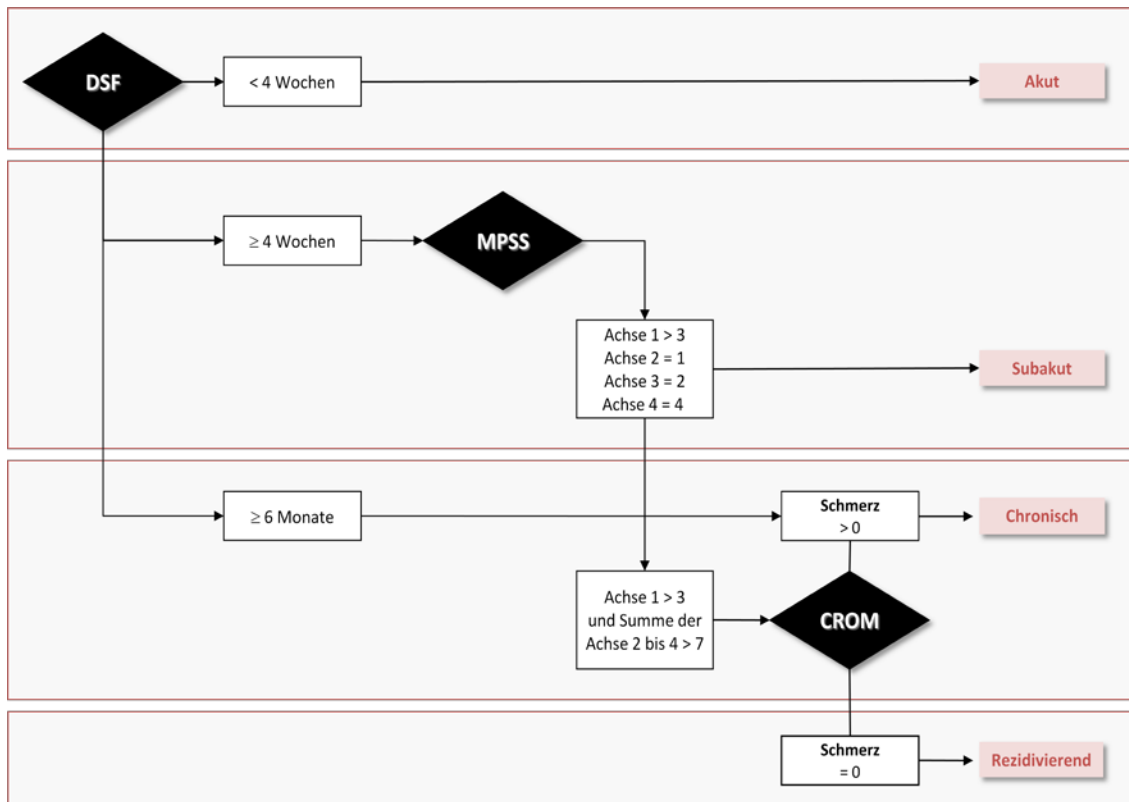 DSF
< 4 Wochen
Akut
≥ 4 Wochen
MPSS
Achse 1 > 3
Achse 2 = 1
Achse 3 = 2
Achse 4 = 4
Subakut
≥ 6 Monate
Schmerz
> 0
Chronisch
Achse 1 > 3
und Summe der
Achse 2 bis 4 > 7
CROM
Schmerz
= 0
Rezidivierend